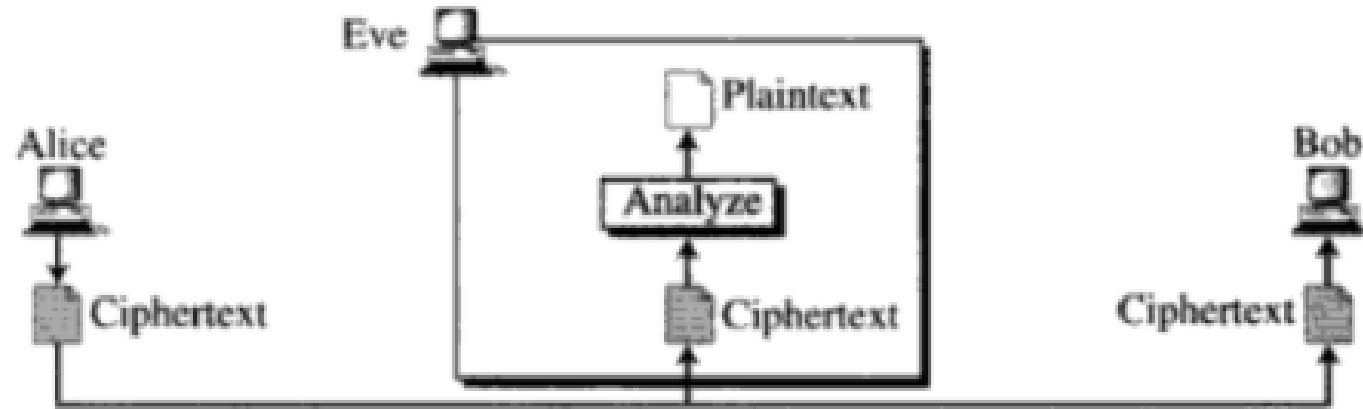 Eve
Plaintext
Alice
Bob
Analyze
Ciphertext
Ciphertext
Ciphertext